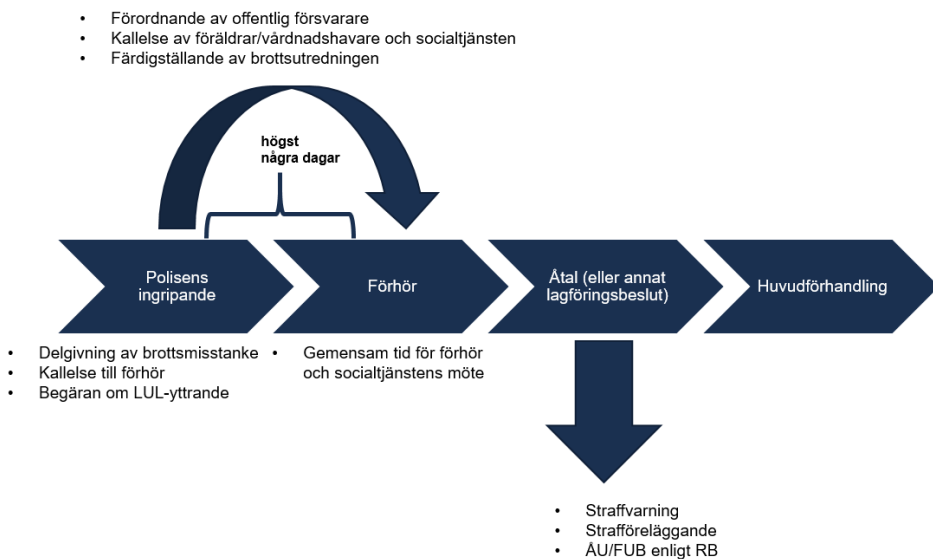 • Förordnande av offentlig försvarare
• Kallelse av föräldrar/vårdnadshavare och socialtjänsten
• Färdigställande av brottsutredningen
högst
några dagar
Polisens
ingripande
Förhör
Åtal (eller annat
lagföringsbeslut)
Huvudförhandling
• Delgivning av brottsmisstanke
• Kallelse till förhör
• Begäran om LUL-yttrande
• Gemensam tid för förhör
och socialtjänstens möte
• Straffvarning
• Strafföreläggande
• ÅU/FUB enligt RB